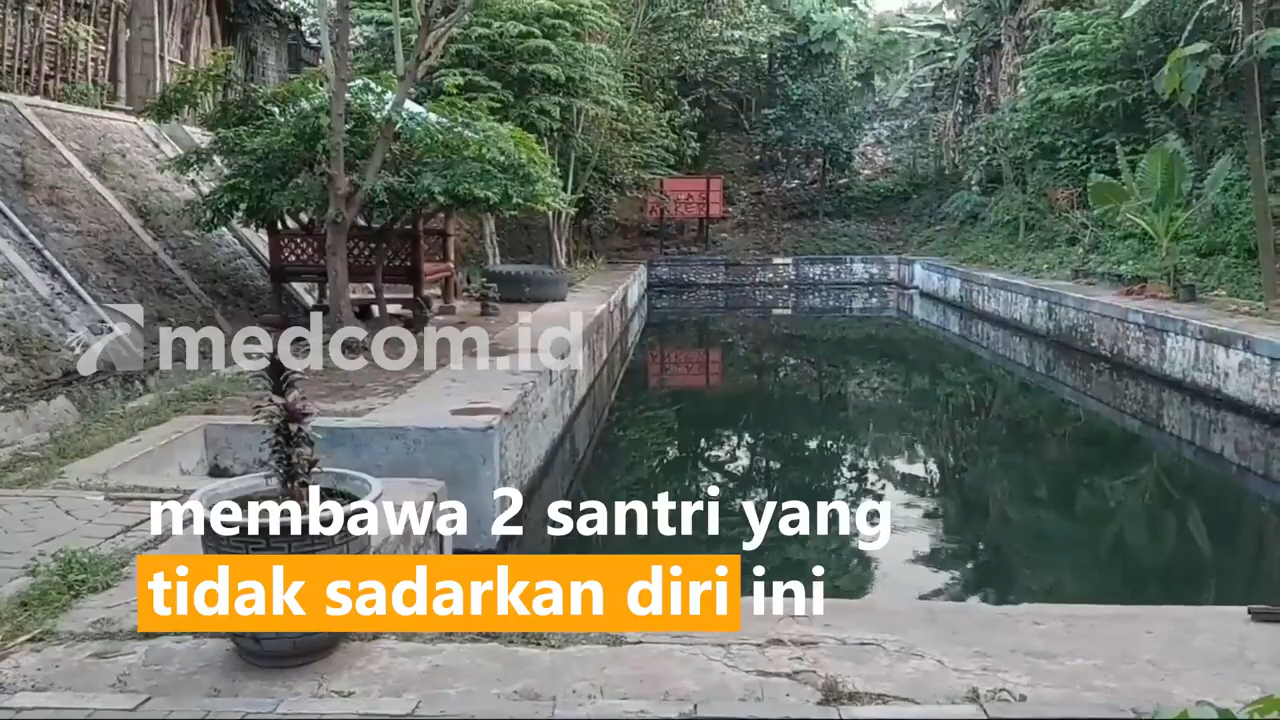 medcom.id
membawa 2 santri yang
tidak sadarkan diri ini